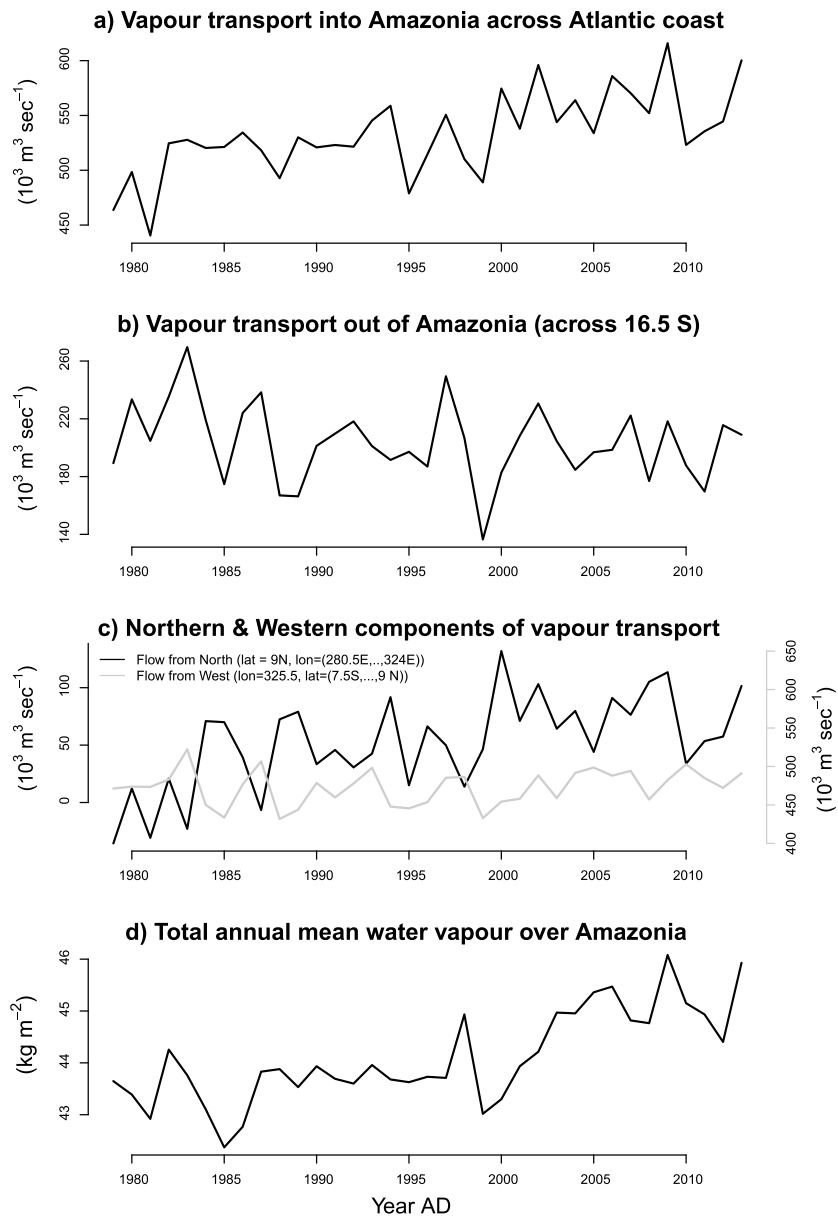 a) Vapour transport into Amazonia across Atlantic coast
(10³ m³ sec⁻¹)
600
550
500
450
1980 1985 1990 1995 2000 2005 2010
b) Vapour transport out of Amazonia (across 16.5 S)
(10³ m³ sec⁻¹)
260
220
180
140
1980 1985 1990 1995 2000 2005 2010
c) Northern & Western components of vapour transport
Flow from North (lat = 9N, lon=(280.5E,..,324E))
Flow from West (lon=325.5, lat=(7.5S,...,9 N))
(10³ m³ sec⁻¹)
100
50
0
650
600
550
500
450
400
(10³ m³ sec⁻¹)
1980 1985 1990 1995 2000 2005 2010
d) Total annual mean water vapour over Amazonia
(kg m⁻²)
46
45
44
43
1980 1985 1990 1995 2000 2005 2010
Year AD